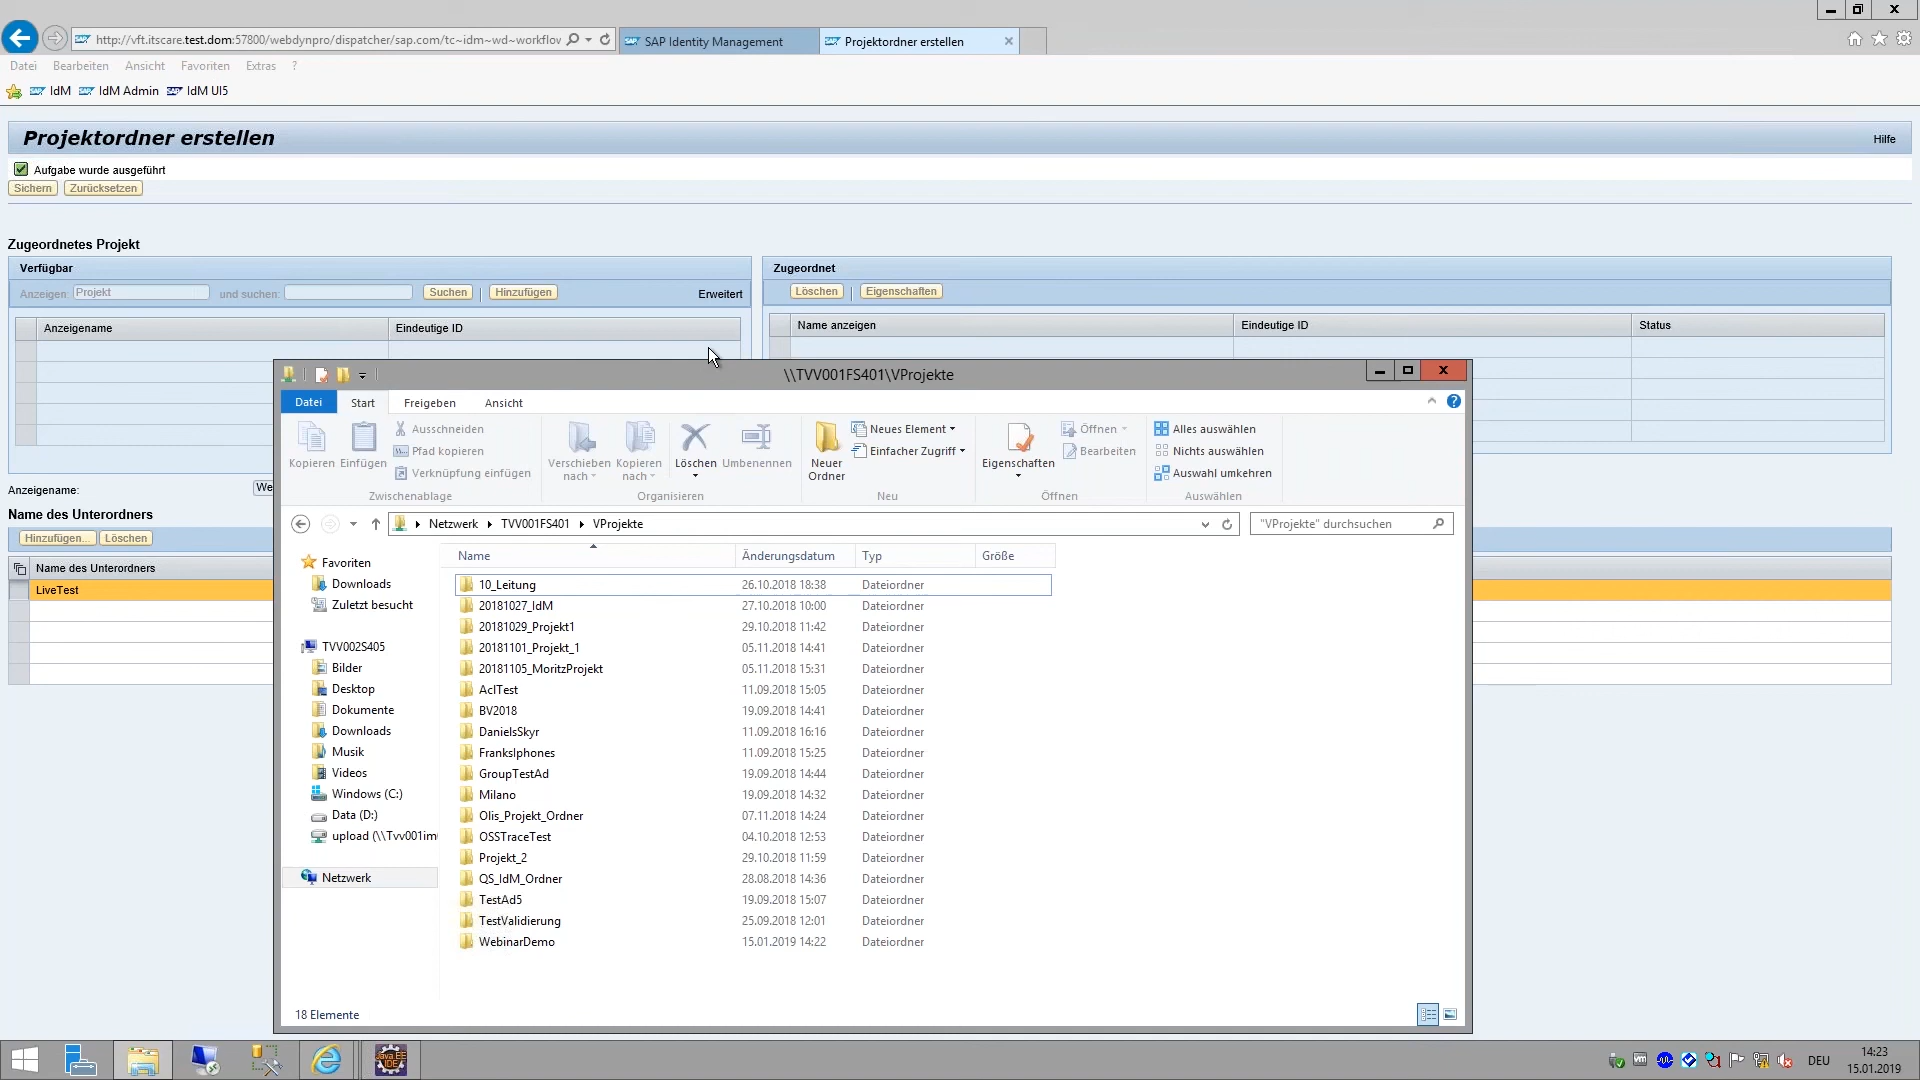 http://vft.itscare.test.dom:57800/webdynpro/dispatcher/sap.com/tc~idm~wd~workflov
SAP Identity Management
Projektordner erstellen
Datei Bearbeiten Ansicht Favoriten Extras ?
IdM IdM Admin IdM UI5
Projektordner erstellen
Hilfe
Aufgabe wurde ausgeführt
Sichern Zurücksetzen
Zugeordnetes Projekt
Verfügbar
Zugeordnet
Anzeigen: Projekt und suchen: Suchen Hinzufügen Erweitert
Löschen Eigenschaften
Anzeigename Eindeutige ID
Name anzeigen Eindeutige ID Status
Anzeigename: We
Name des Unterordners
Hinzufügen... Löschen
Name des Unterordners
LiveTest
\\TVV001FS401\VProjekte
Datei Start Freigeben Ansicht
Kopieren
Einfügen
Ausschneiden
Pfad kopieren
Verknüpfung einfügen
Zwischenablage
Verschieben nach
Kopieren nach
Löschen
Umbenennen
Organisieren
Neuer Ordner
Neues Element
Einfacher Zugriff
Neu
Eigenschaften
Öffnen
Bearbeiten
Öffnen
Alles auswählen
Nichts auswählen
Auswahl umkehren
Auswählen
Netzwerk TVV001FS401 VProjekte
"VProjekte" durchsuchen
Favoriten
Downloads
Zuletzt besucht
TVV002S405
Bilder
Desktop
Dokumente
Downloads
Musik
Videos
Windows (C:)
Data (D:)
upload (\\Tvv001im
Netzwerk
Name Änderungsdatum Typ Größe
10_Leitung 26.10.2018 18:38 Dateiordner
20181027_IdM 27.10.2018 10:00 Dateiordner
20181029_Projekt1 29.10.2018 11:42 Dateiordner
20181101_Projekt_1 05.11.2018 14:41 Dateiordner
20181105_MoritzProjekt 05.11.2018 15:31 Dateiordner
AclTest 11.09.2018 15:05 Dateiordner
BV2018 19.09.2018 14:41 Dateiordner
DanielsSkyr 11.09.2018 16:16 Dateiordner
FranksIphones 11.09.2018 15:25 Dateiordner
GroupTestAd 19.09.2018 14:44 Dateiordner
Milano 19.09.2018 14:32 Dateiordner
Olis_Projekt_Ordner 07.11.2018 14:24 Dateiordner
OSSTraceTest 04.10.2018 12:53 Dateiordner
Projekt_2 29.10.2018 11:59 Dateiordner
QS_IdM_Ordner 28.08.2018 14:36 Dateiordner
TestAd5 19.09.2018 15:07 Dateiordner
TestValidierung 25.09.2018 12:01 Dateiordner
WebinarDemo 15.01.2019 14:22 Dateiordner
18 Elemente
Java EE
IDE
DEU
14:23
15.01.2019